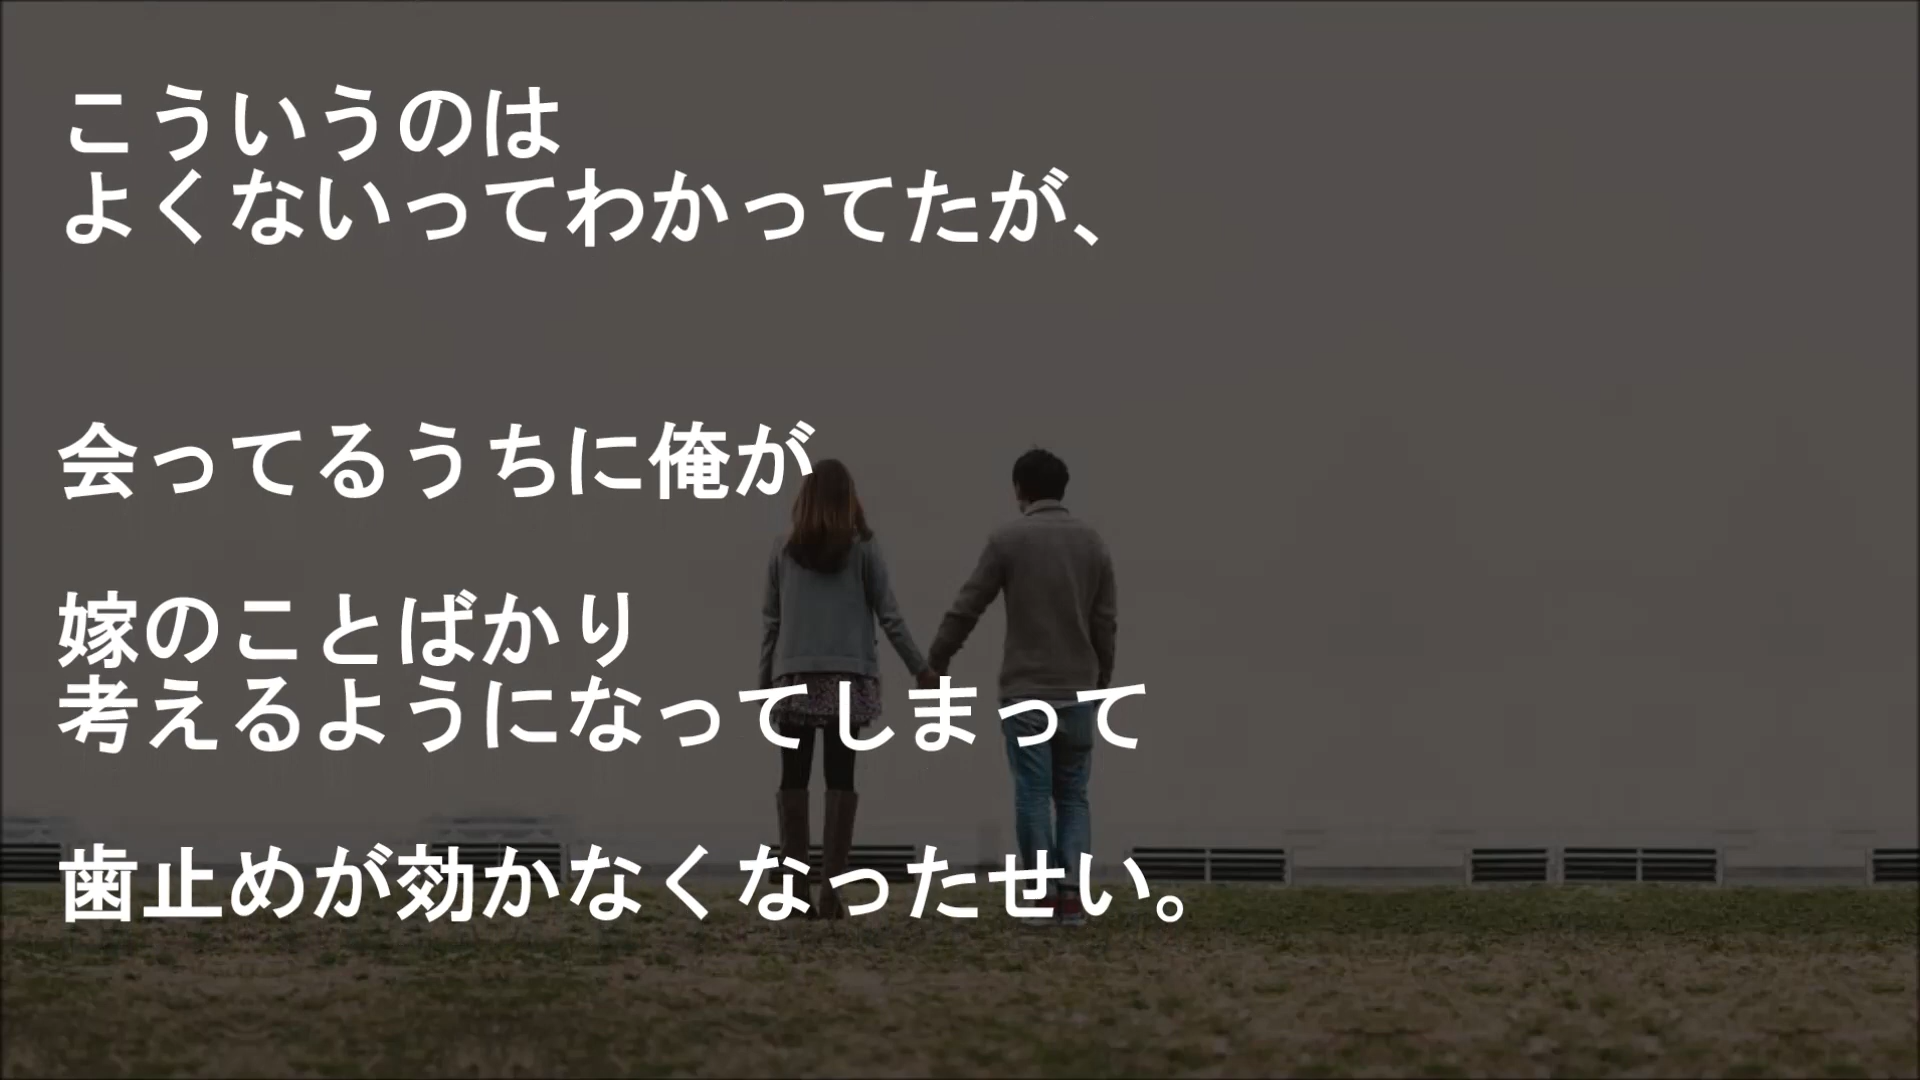 こういうのは
よくないってわかってたが、
会ってるうちに俺が
嫁のことばかり
考えるようになってしまって
歯止めが効かなくなったせい。